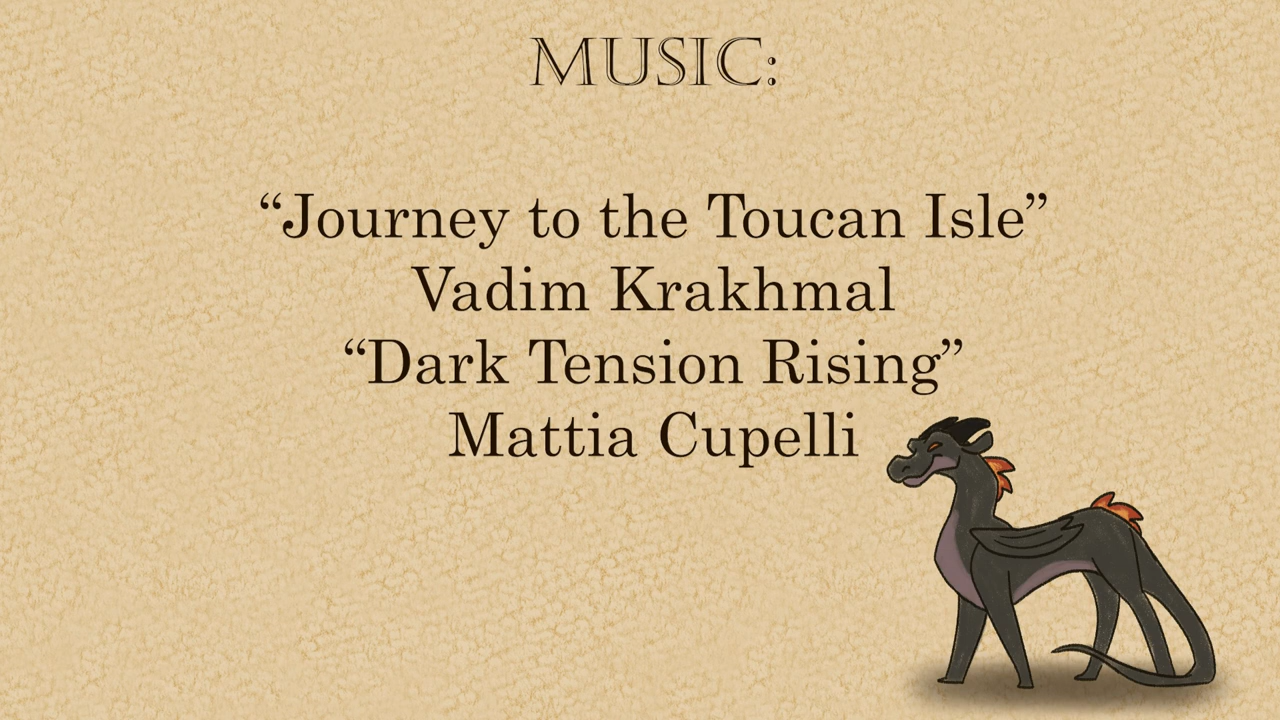 MUSIC:
“Journey to the Toucan Isle”
Vadim Krakhmal
“Dark Tension Rising”
Mattia Cupelli